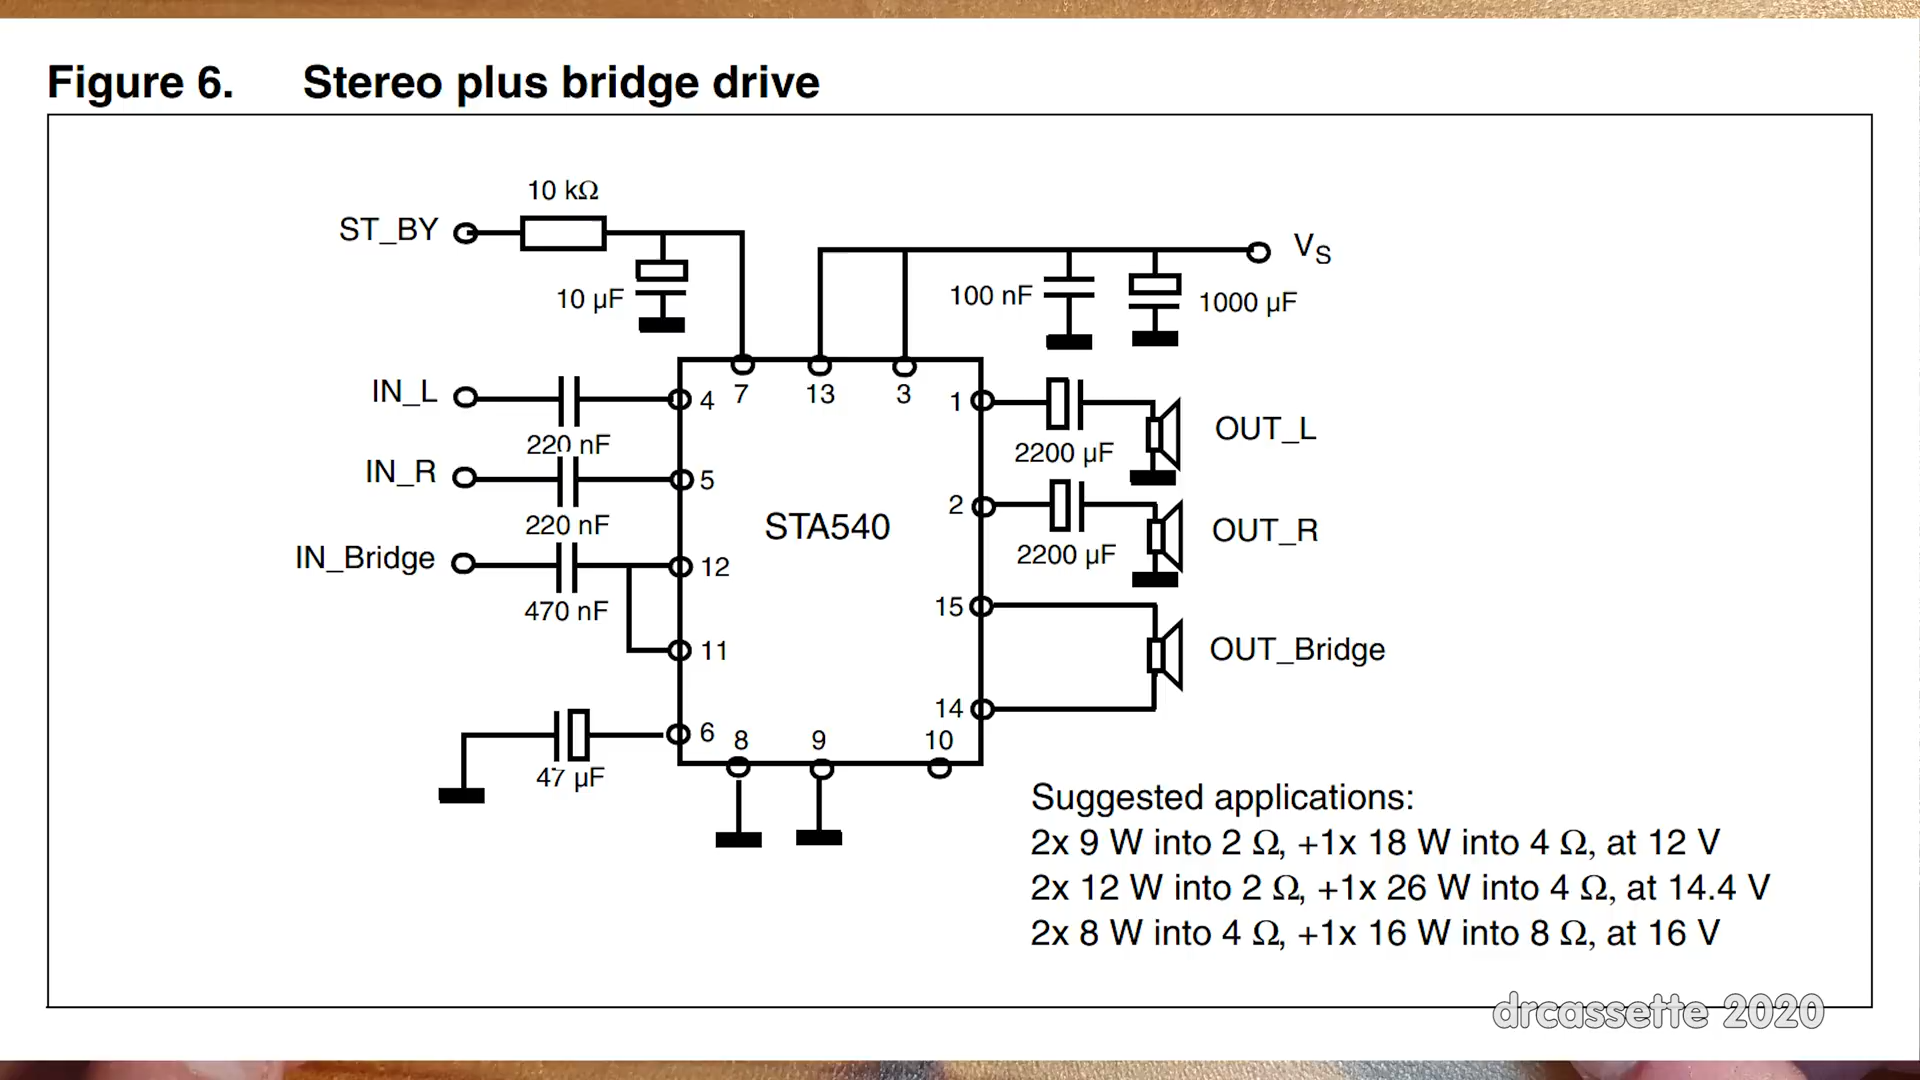 Figure 6. Stereo plus bridge drive
10 kΩ
ST_BY
VS
10 µF
100 nF
1000 µF
IN_L
4
7
13
3
1
OUT_L
220 nF
2200 µF
IN_R
5
2
OUT_R
220 nF
STA540
2200 µF
IN_Bridge
12
470 nF
15
11
OUT_Bridge
14
6
8
9
10
47 µF
Suggested applications:
2x 9 W into 2 Ω, +1x 18 W into 4 Ω, at 12 V
2x 12 W into 2 Ω, +1x 26 W into 4 Ω, at 14.4 V
2x 8 W into 4 Ω, +1x 16 W into 8 Ω, at 16 V
drcassette 2020